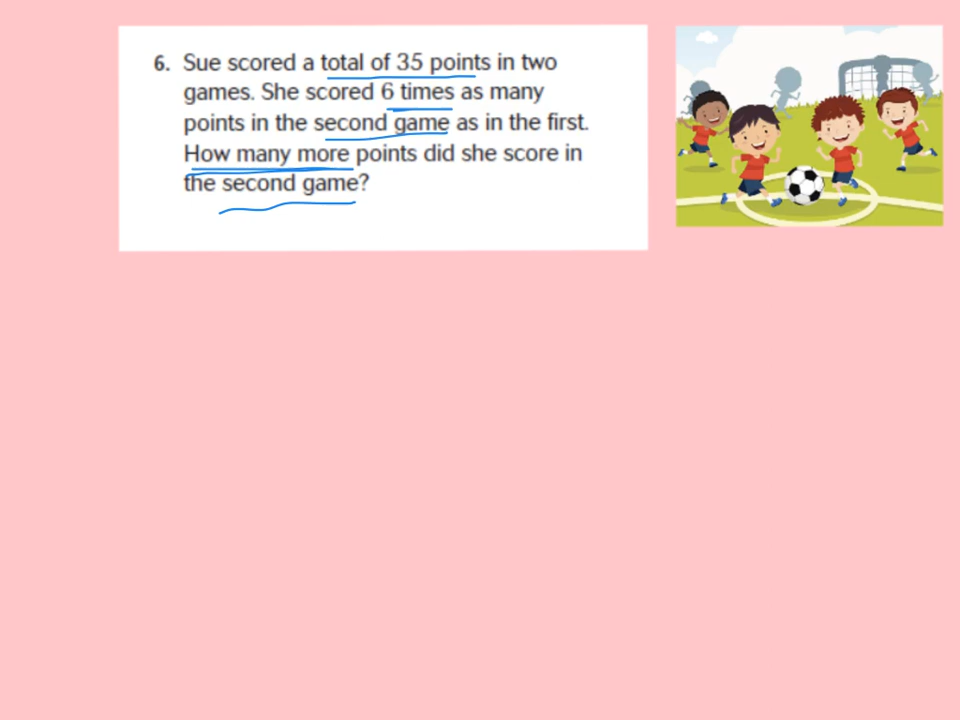 6. Sue scored a total of 35 points in two
games. She scored 6 times as many
points in the second game as in the first.
How many more points did she score in
the second game?